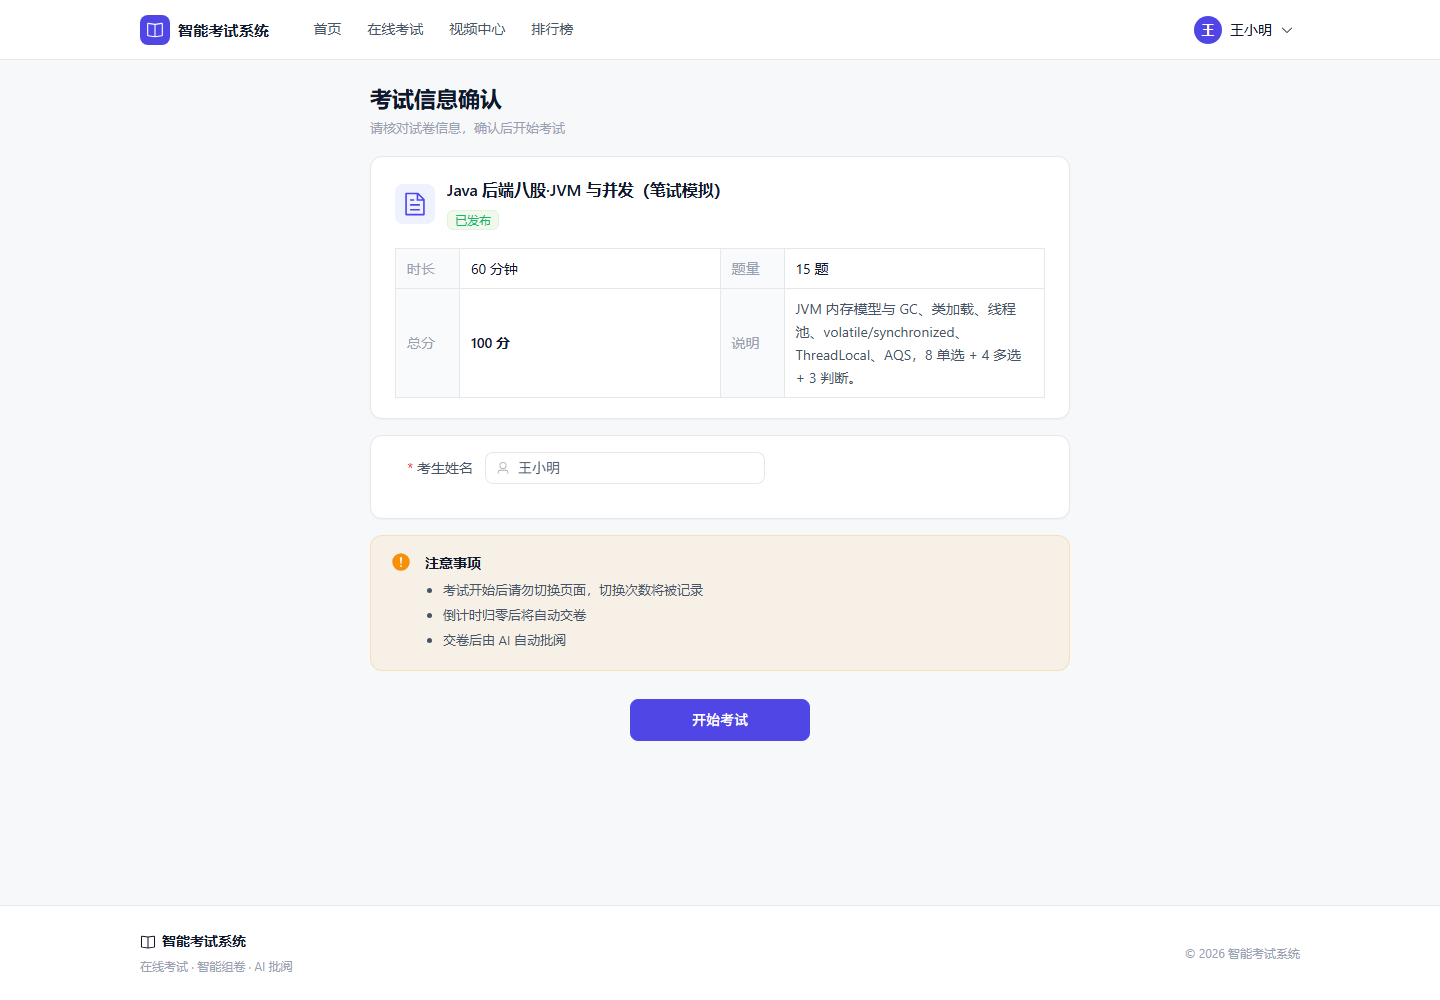 智能考试系统
首页
在线考试
视频中心
排行榜
王
王小明
考试信息确认
请核对试卷信息，确认后开始考试
Java 后端八股·JVM 与并发（笔试模拟）
已发布
时长
60 分钟
题量
15 题
总分
100 分
说明
JVM 内存模型与 GC、类加载、线程
池、volatile/synchronized、
ThreadLocal、AQS，8 单选 + 4 多选
+ 3 判断。
* 考生姓名
王小明
注意事项
考试开始后请勿切换页面，切换次数将被记录
倒计时归零后将自动交卷
交卷后由 AI 自动批阅
开始考试
智能考试系统
在线考试 · 智能组卷 · AI 批阅
© 2026 智能考试系统